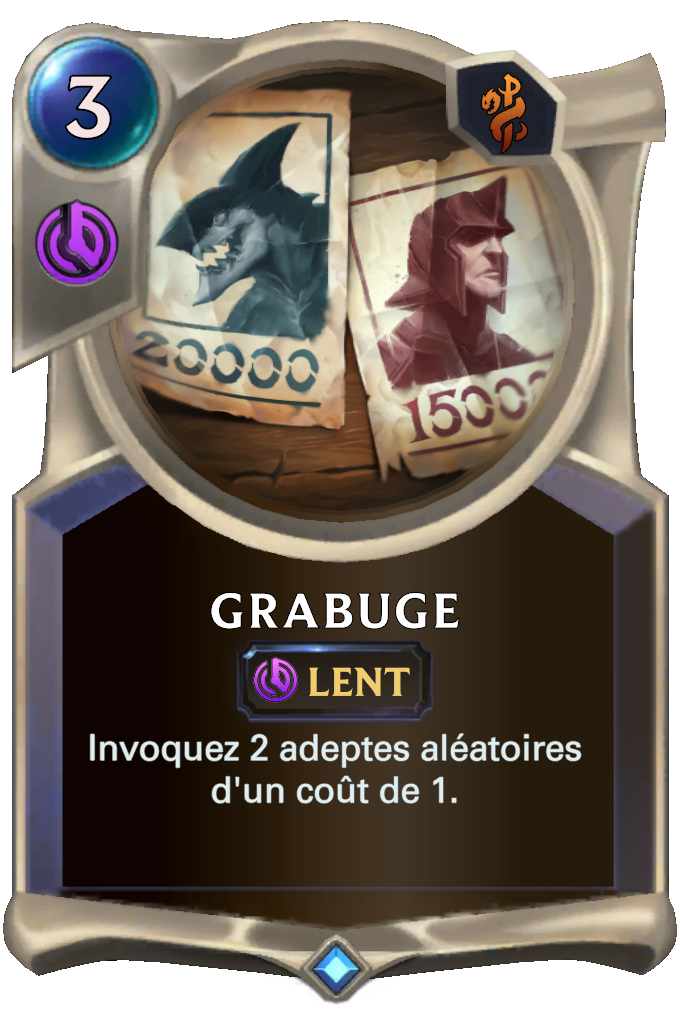 3
20000
GRABUGE
LENT
Invoquez 2 adeptes aléatoires
d'un coût de 1.